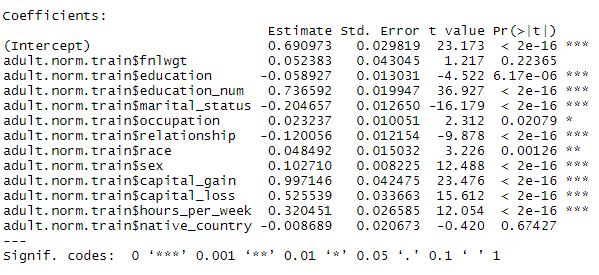 Coefficients:
Estimate Std. Error t value Pr(>|t|)
(Intercept) 0.690973 0.029819 23.173 < 2e-16 ***
adult.norm.train$fnlwgt 0.052383 0.043045 1.217 0.22365
adult.norm.train$education -0.058927 0.013031 -4.522 6.17e-06 ***
adult.norm.train$education_num 0.736592 0.019947 36.927 < 2e-16 ***
adult.norm.train$marital_status -0.204657 0.012650 -16.179 < 2e-16 ***
adult.norm.train$occupation 0.023237 0.010051 2.312 0.02079 *
adult.norm.train$relationship -0.120056 0.012154 -9.878 < 2e-16 ***
adult.norm.train$race 0.048492 0.015032 3.226 0.00126 **
adult.norm.train$sex 0.102710 0.008225 12.488 < 2e-16 ***
adult.norm.train$capital_gain 0.997146 0.042475 23.476 < 2e-16 ***
adult.norm.train$capital_loss 0.525539 0.033663 15.612 < 2e-16 ***
adult.norm.train$hours_per_week 0.320451 0.026585 12.054 < 2e-16 ***
adult.norm.train$native_country -0.008689 0.020673 -0.420 0.67427
---
Signif. codes: 0 ‘***’ 0.001 ‘**’ 0.01 ‘*’ 0.05 ‘.’ 0.1 ‘ ’ 1